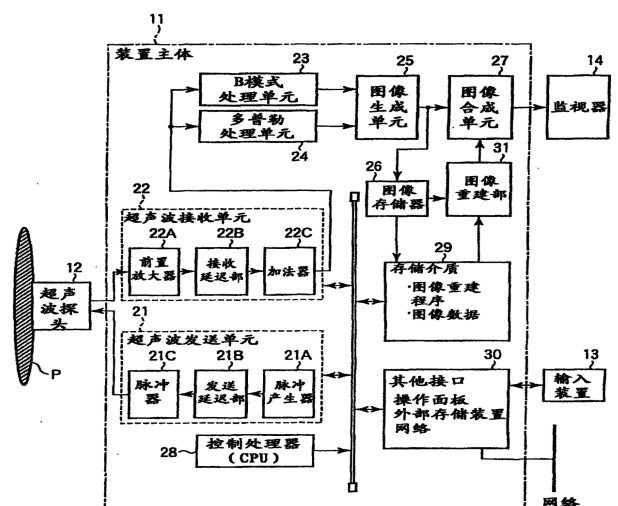 11
装置主体
23
B模式
处理单元
多普勒
处理单元
24
25
图像
生成
单元
27
图像
合成
单元
14
监视器
26
图像
存储器
31
图像
重建部
22
超声波接收单元
22A
前置
放大器
22B
接收
延迟部
22C
加法器
29
存储介质
·图像重建
程序
·图像数据
12
超声
波探
头
P
21
超声波发送单元
21C
脉冲
器
21B
发送
延迟部
21A
脉冲
产生器
30
其他接口
操作面板
外部存储装置
网络
13
输入
装置
28
控制处理器
(CPU)
网络